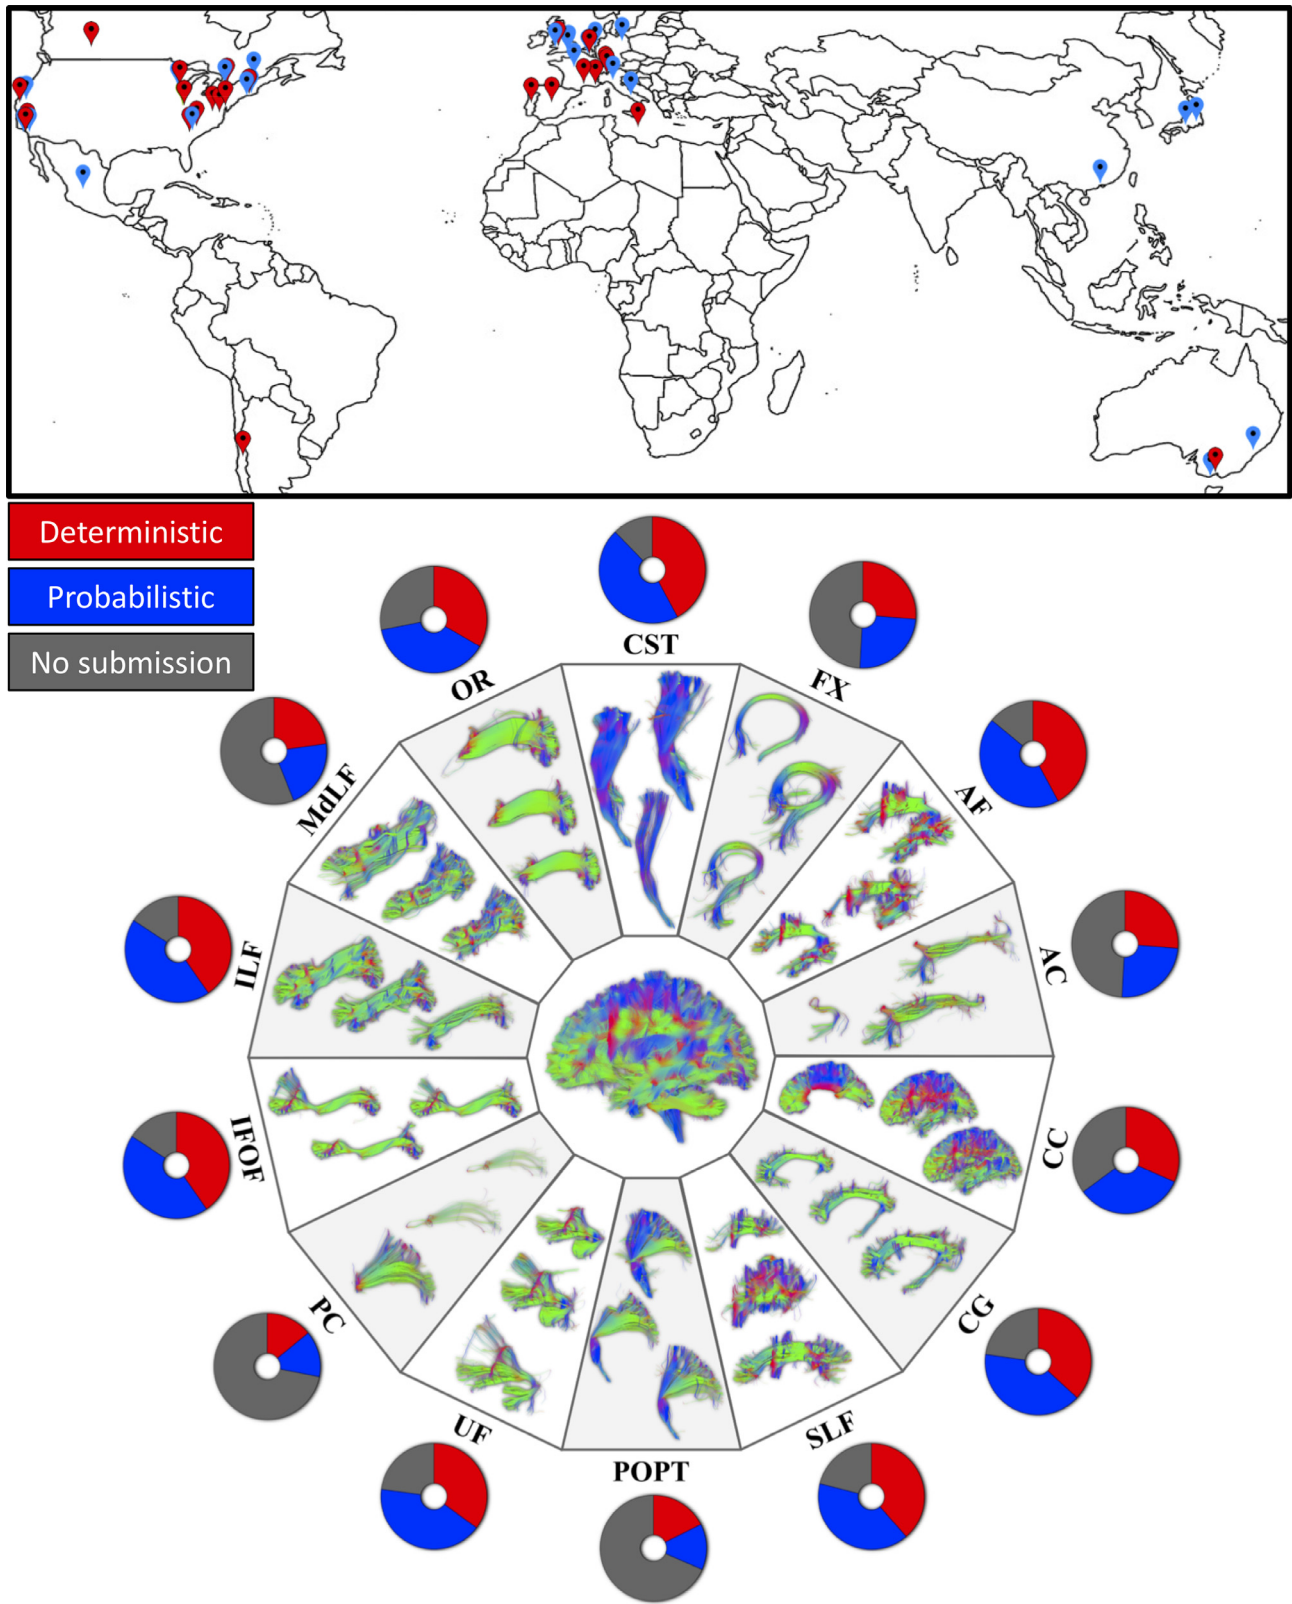 Deterministic
Probabilistic
No submission
CST
OR
FX
MdLF
AF
ILF
AC
IFOF
CC
PC
CG
UF
SLF
POPT